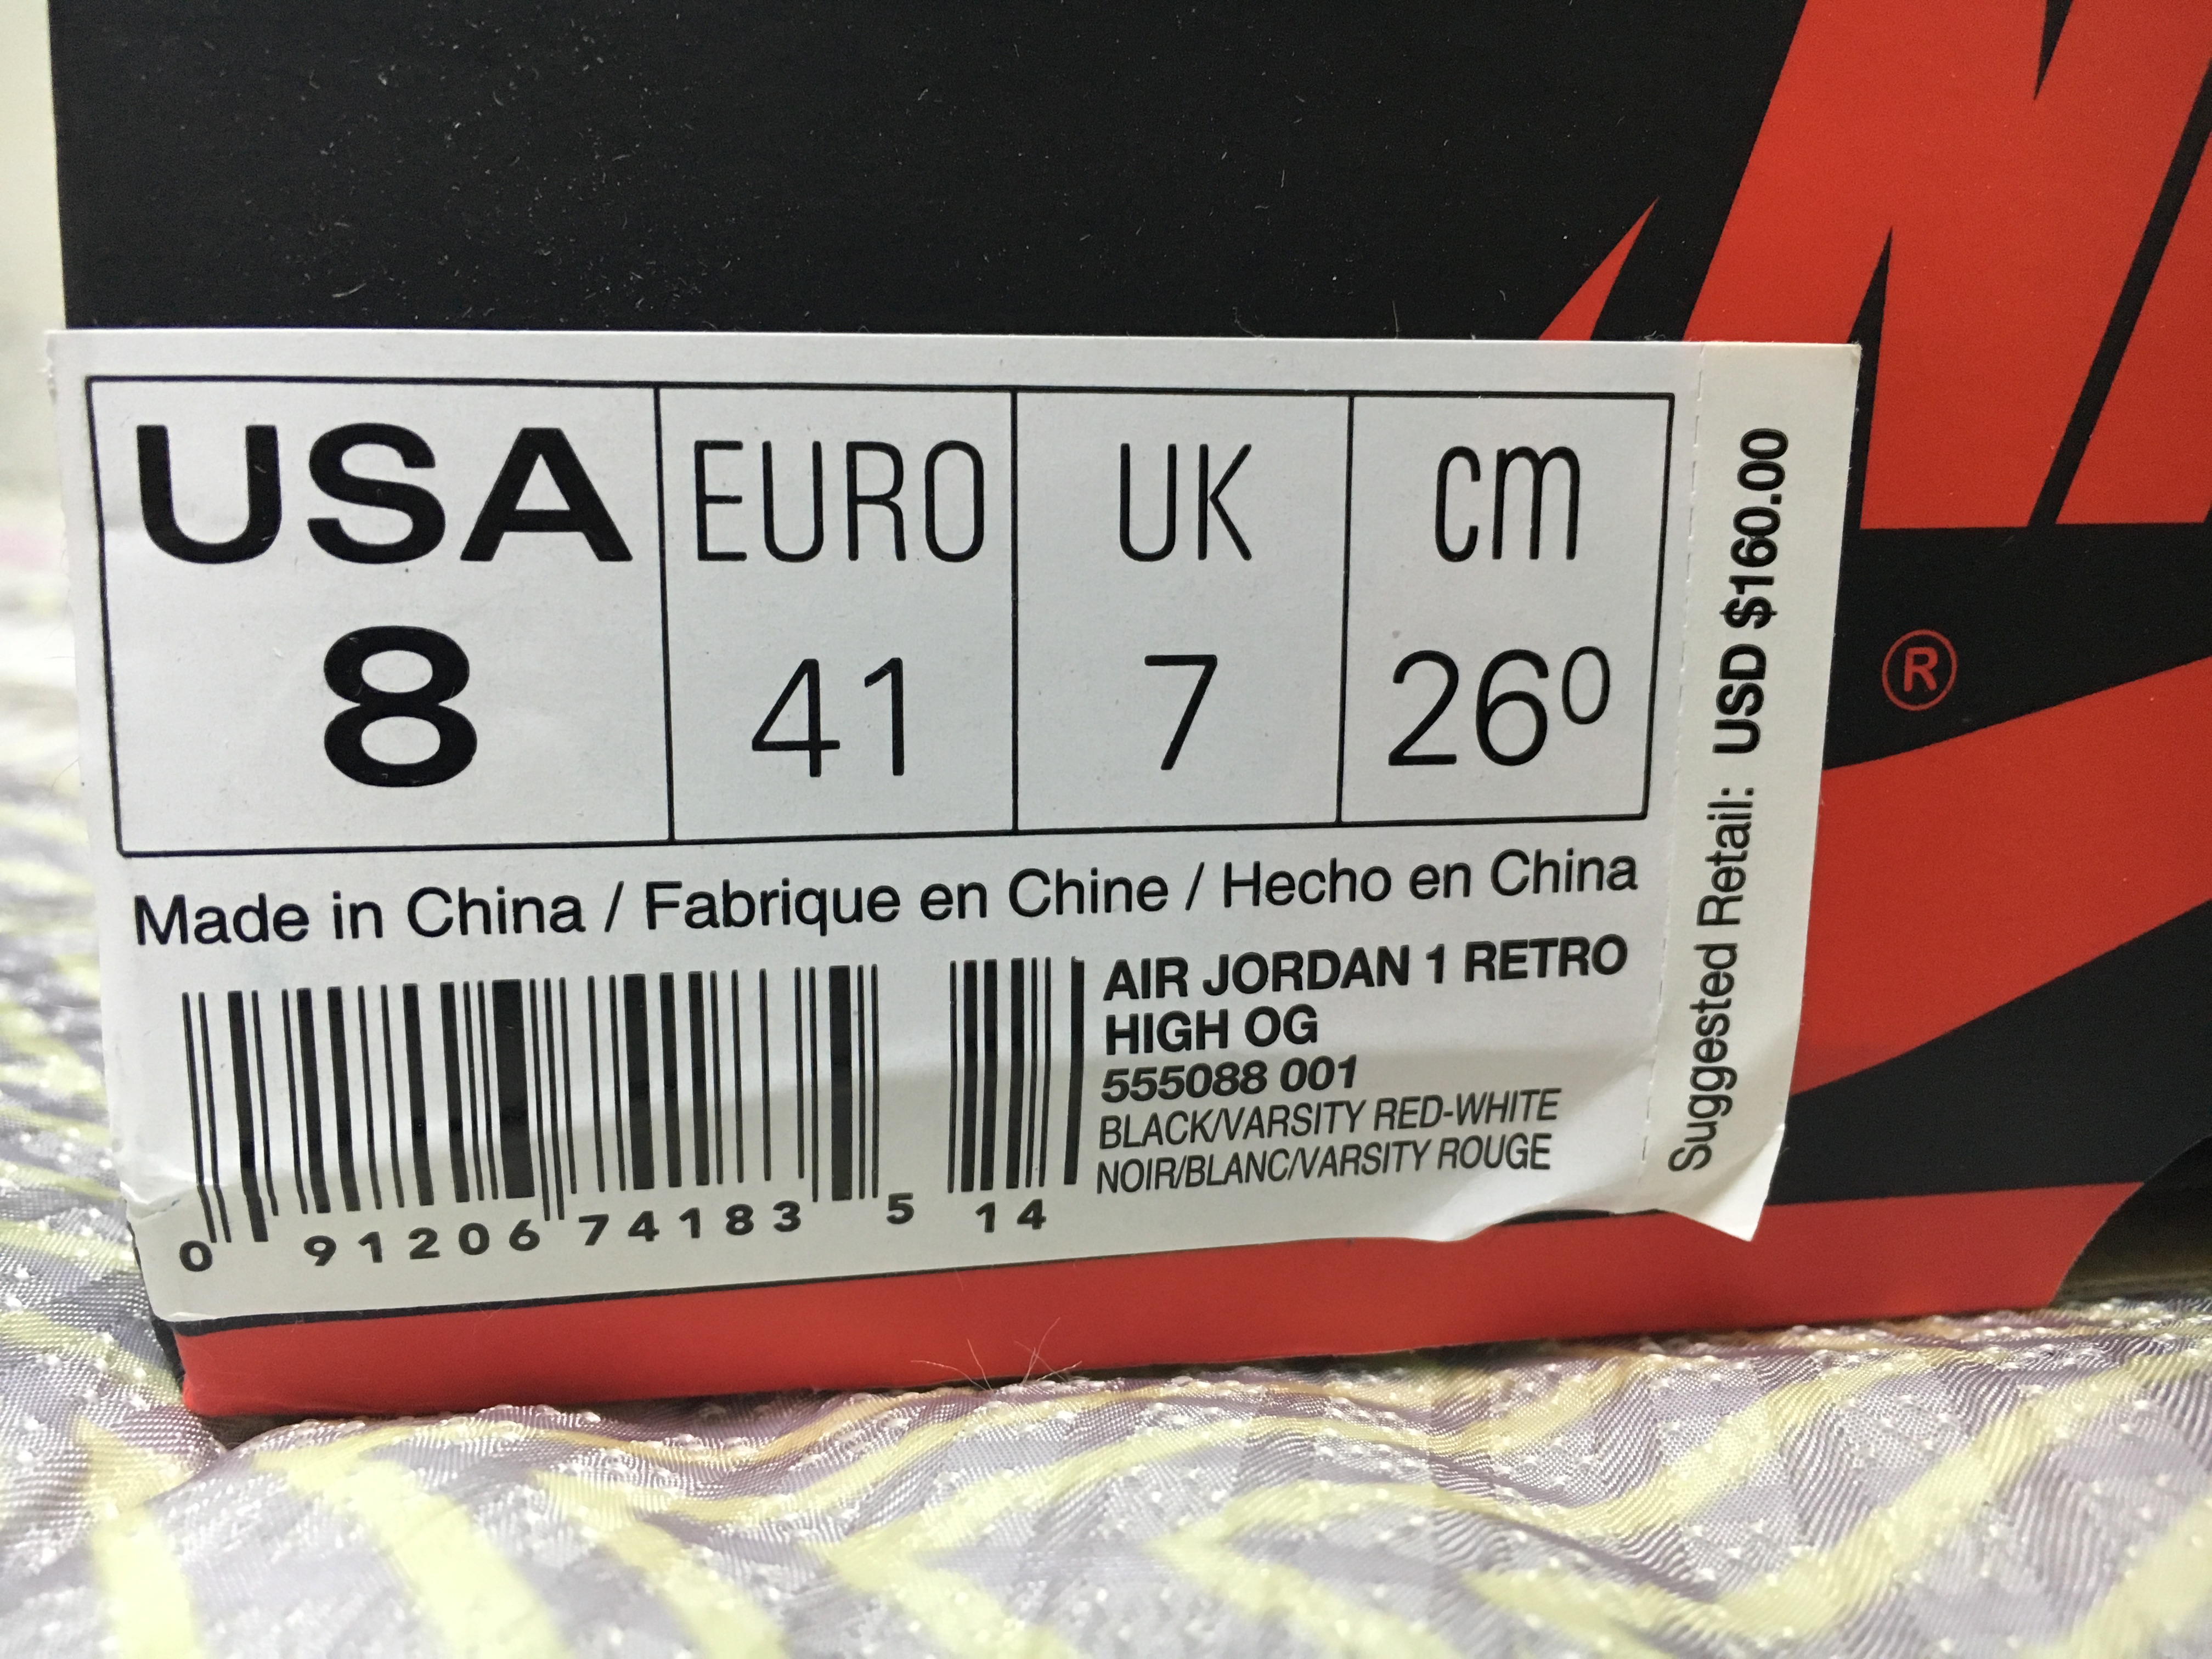 USA EURO UK cm
8 41 7 26⁰
Made in China / Fabrique en Chine / Hecho en China
AIR JORDAN 1 RETRO
HIGH OG
555088 001
BLACK/VARSITY RED-WHITE
NOIR/BLANC/VARSITY ROUGE
0 91206 74183 5 14
Suggested Retail: USD $160.00
®